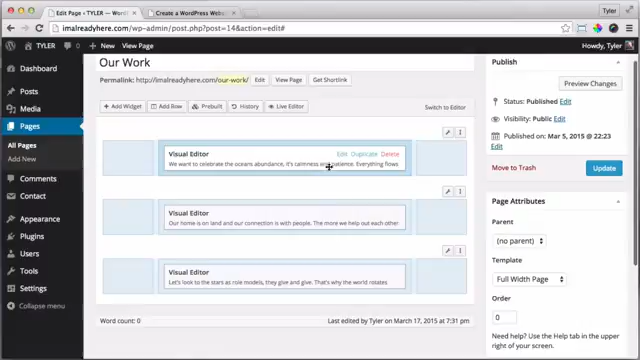 Edit Page ‹ TYLER — Word
Create a WordPress Website
Tyler
imalreadyhere.com/wp-admin/post.php?post=14&action=edit#
TYLER
0
+ New
View Page
Howdy, Tyler
Dashboard
Posts
Media
Pages
All Pages
Add New
Comments
Contact
Appearance
Plugins
Users
Tools
Settings
Collapse menu
Our Work
Permalink: http://imalreadyhere.com/our-work/
Edit
View Page
Get Shortlink
Add Widget
Add Row
Prebuilt
History
Live Editor
Switch to Editor
Visual Editor
Edit Duplicate Delete
We want to celebrate the oceans abundance, it's calmness and patience. Everything flows
Visual Editor
Our home is on land and our connection is with people. The more we help out each other
Visual Editor
Let's look to the stars as role models, they give and give. That's why the world rotates
Word count: 0
Last edited by Tyler on March 17, 2015 at 7:31 pm
Publish
Preview Changes
Status: Published Edit
Visibility: Public Edit
Published on: Mar 5, 2015 @ 22:23
Edit
Move to Trash
Update
Page Attributes
Parent
(no parent)
Template
Full Width Page
Order
0
Need help? Use the Help tab in the upper
right of your screen.